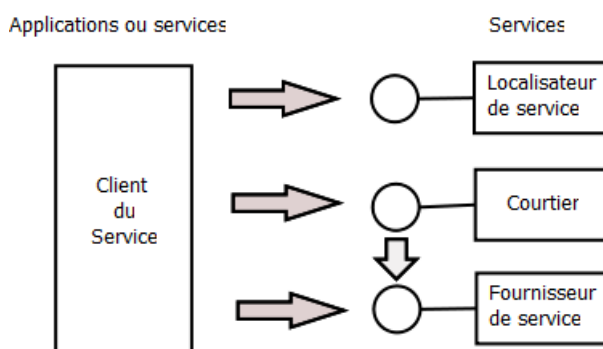 Applications ou services
Services
Localisateur
de service
Client
du
Service
Courtier
Fournisseur
de service